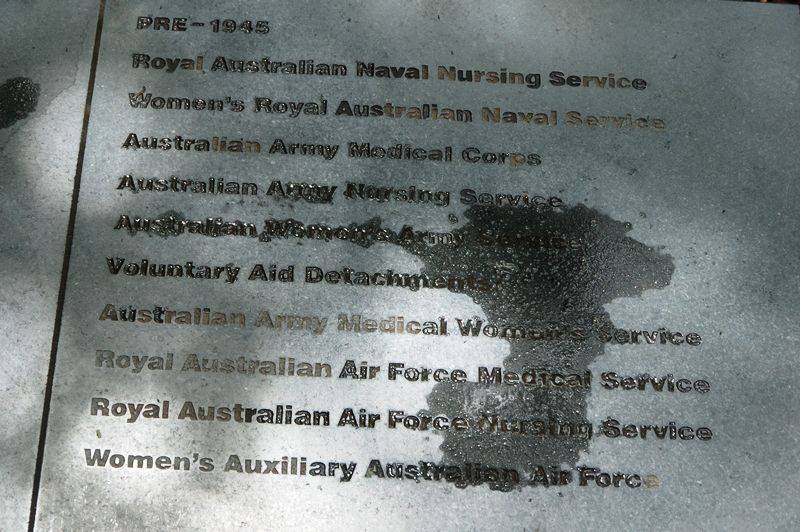 PRE-1945
Royal Australian Naval Nursing Service
Women's Royal Australian Naval Service
Australian Army Medical Corps
Australian Army Nursing Service
Australian Women's Army Service
Voluntary Aid Detachments
Australian Army Medical Women's Service
Royal Australian Air Force Medical Service
Royal Australian Air Force Nursing Service
Women's Auxiliary Australian Air Force